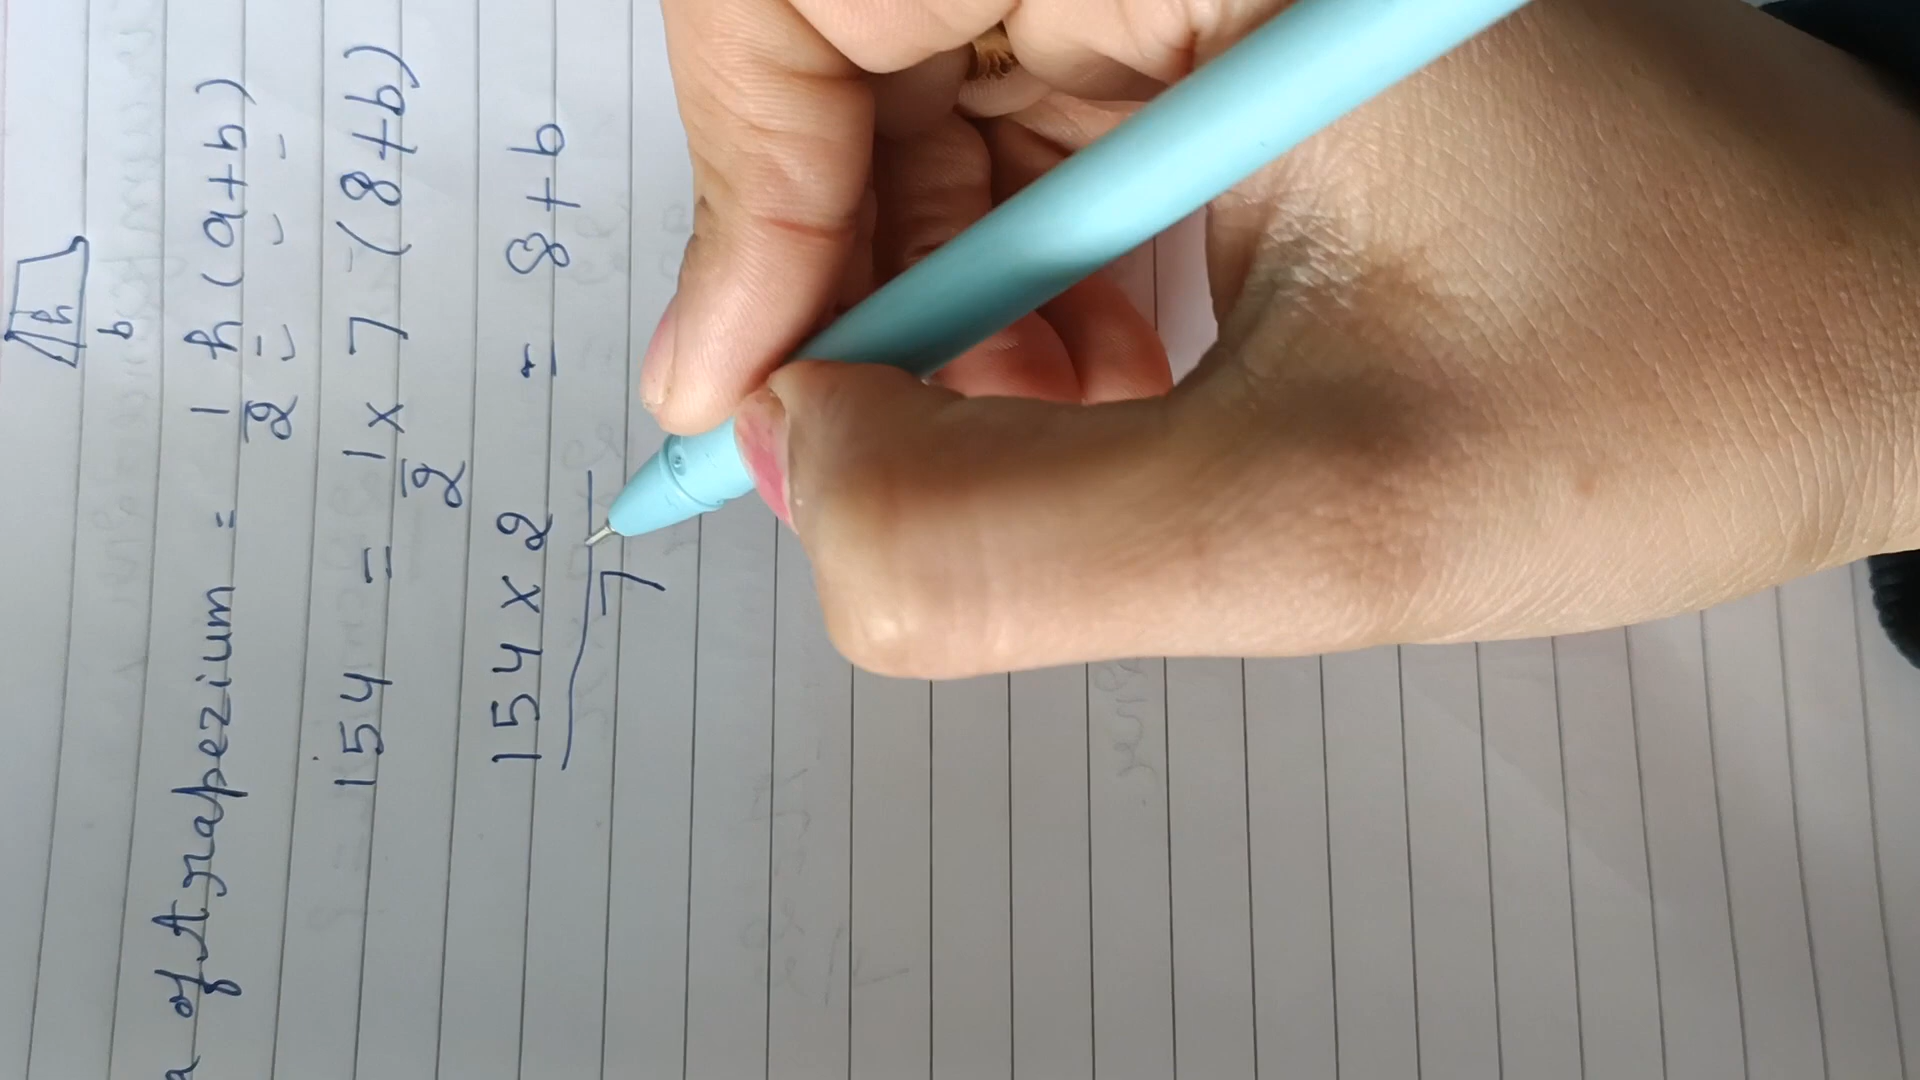 h
b
a of A trapezium = 1/2 h (a+b)
154 = 1/2 x 7 (8+b)
154 x 2 / 7 = 8+b